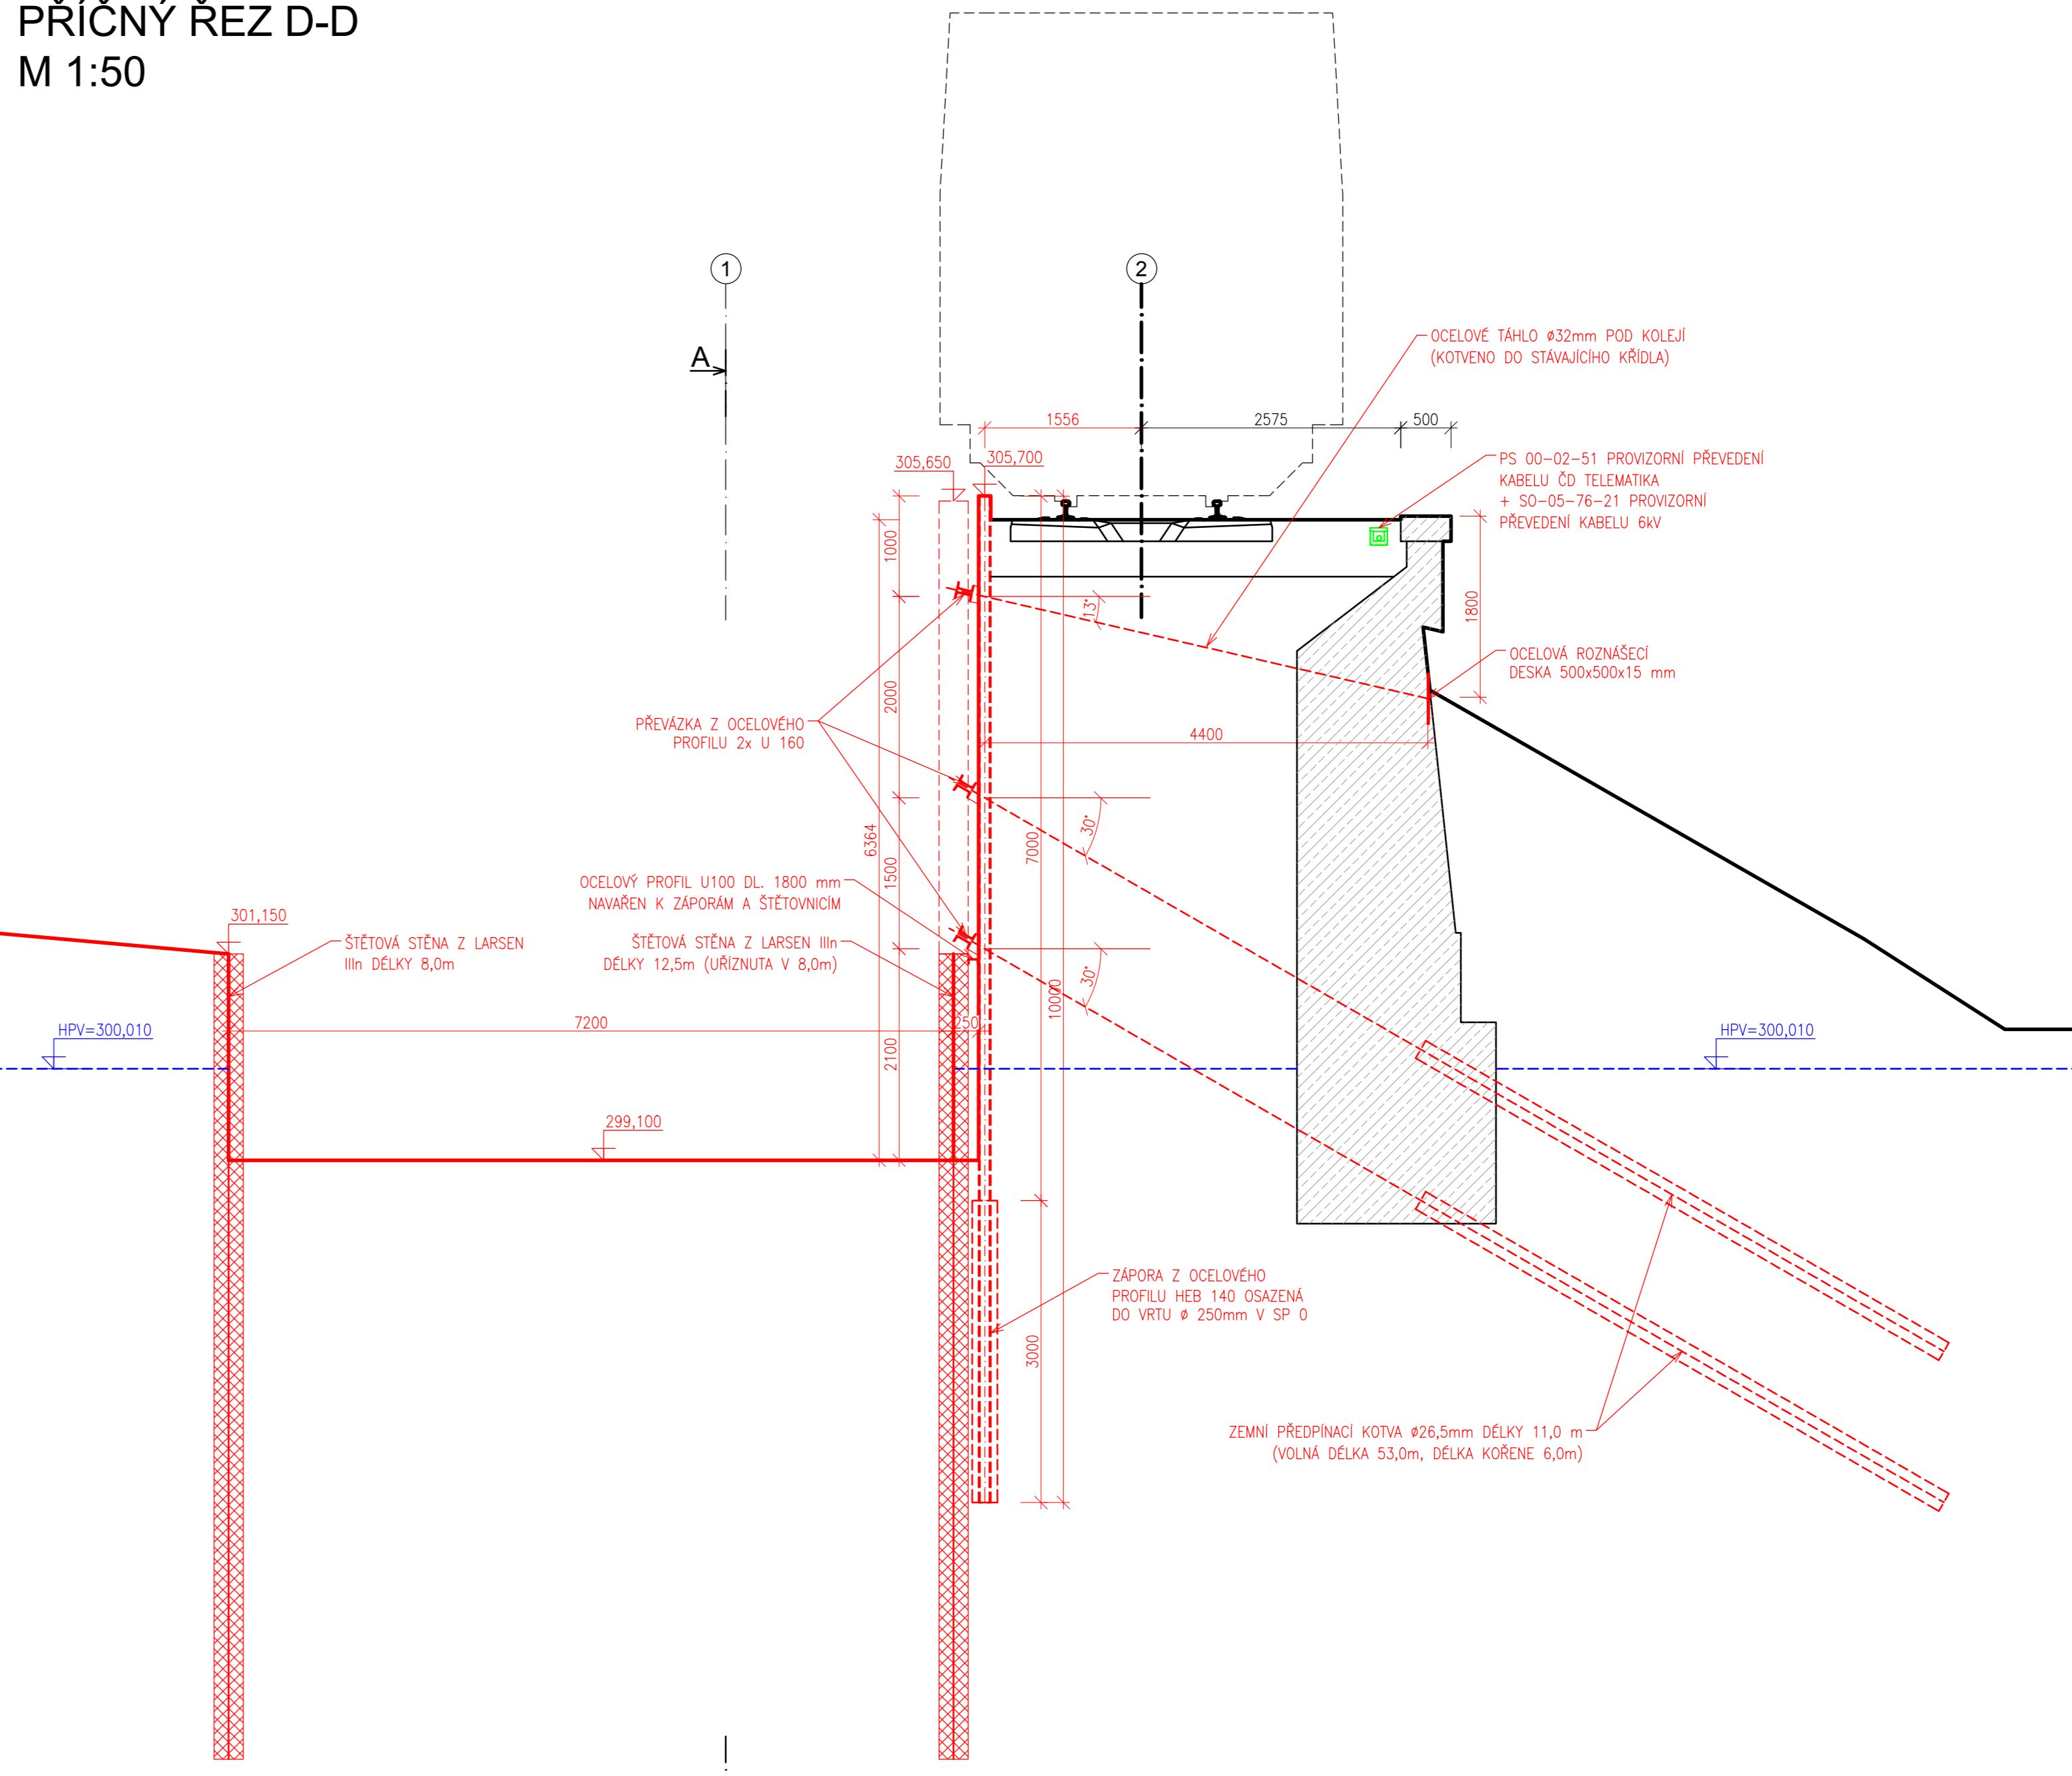 PŘÍČNÝ ŘEZ D-D
M 1:50
1
2
A
OCELOVÉ TÁHLO ø32mm POD KOLEJÍ
(KOTVENO DO STÁVAJÍCÍHO KŘÍDLA)
1556
2575
500
305,650
305,700
PS 00-02-51 PROVIZORNÍ PŘEVEDENÍ
KABELU ČD TELEMATIKA
+ SO-05-76-21 PROVIZORNÍ
PŘEVEDENÍ KABELU 6kV
1000
13°
1800
OCELOVÁ ROZNÁŠECÍ
DESKA 500x500x15 mm
2000
PŘEVÁZKA Z OCELOVÉHO
PROFILU 2x U 160
4400
30°
6364
7000
1500
OCELOVÝ PROFIL U100 DL. 1800 mm
NAVAŘEN K ZÁPORÁM A ŠTĚTOVNICÍM
301,150
ŠTĚTOVÁ STĚNA Z LARSEN
IIIn DÉLKY 8,0m
ŠTĚTOVÁ STĚNA Z LARSEN IIIn
DÉLKY 12,5m (UŘÍZNUTA V 8,0m)
30°
10000
HPV=300,010
7200
250
2100
HPV=300,010
299,100
ZÁPORA Z OCELOVÉHO
PROFILU HEB 140 OSAZENÁ
DO VRTU ø 250mm V SP 0
3000
ZEMNÍ PŘEDPÍNACÍ KOTVA ø26,5mm DÉLKY 11,0 m
(VOLNÁ DÉLKA 53,0m, DÉLKA KOŘENE 6,0m)